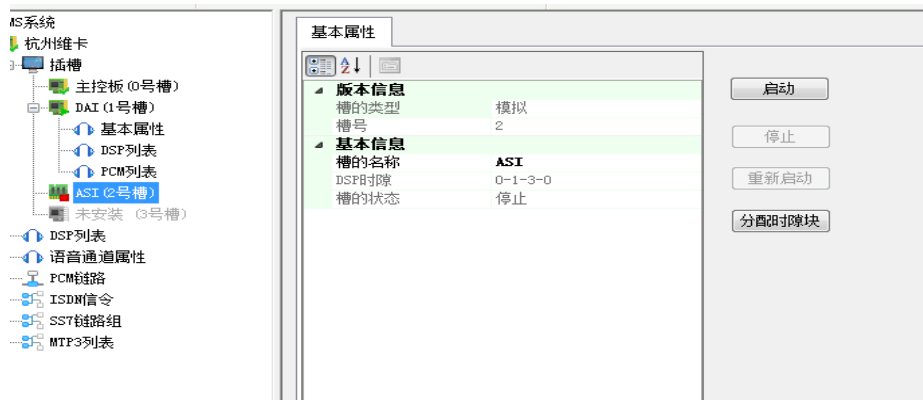 MS系统
杭州维卡
插槽
主控板(0号槽)
DAI(1号槽)
基本属性
DSP列表
PCM列表
ASI(2号槽)
未安装 (3号槽)
DSP列表
语音通道属性
PCM链路
ISDN信令
SS7链路组
MTP3列表
基本属性
版本信息
槽的类型 模拟
槽号 2
基本信息
槽的名称 ASI
DSP时隙 0-1-3-0
槽的状态 停止
启动
停止
重新启动
分配时隙块